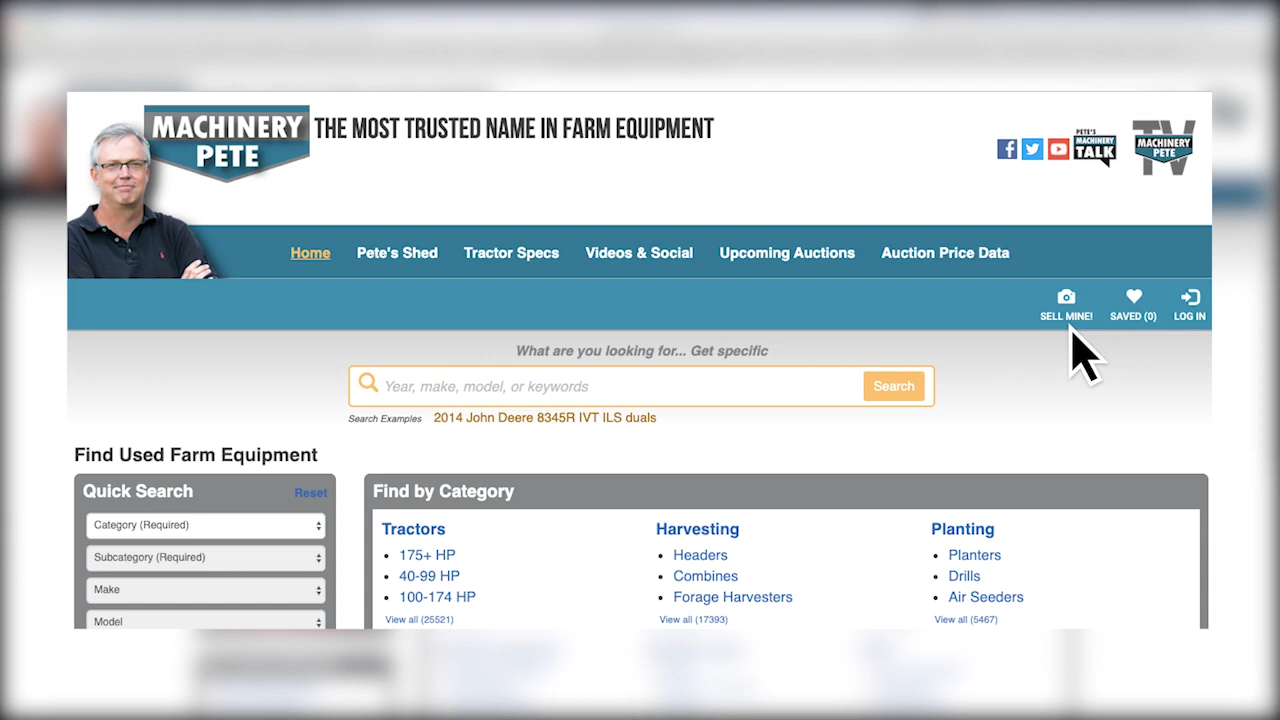 MACHINERY
PETE
THE MOST TRUSTED NAME IN FARM EQUIPMENT
PETE'S
MACHINERY
TALK
TV
MACHINERY
PETE
Home Pete's Shed Tractor Specs Videos & Social Upcoming Auctions Auction Price Data
SELL MINE! SAVED (0) LOG IN
What are you looking for... Get specific
Year, make, model, or keywords Search
Search Examples 2014 John Deere 8345R IVT ILS duals
Find Used Farm Equipment
Quick Search Reset
Category (Required)
Subcategory (Required)
Make
Model
Find by Category
Tractors
175+ HP
40-99 HP
100-174 HP
View all (25521)
Harvesting
Headers
Combines
Forage Harvesters
View all (17393)
Planting
Planters
Drills
Air Seeders
View all (5467)